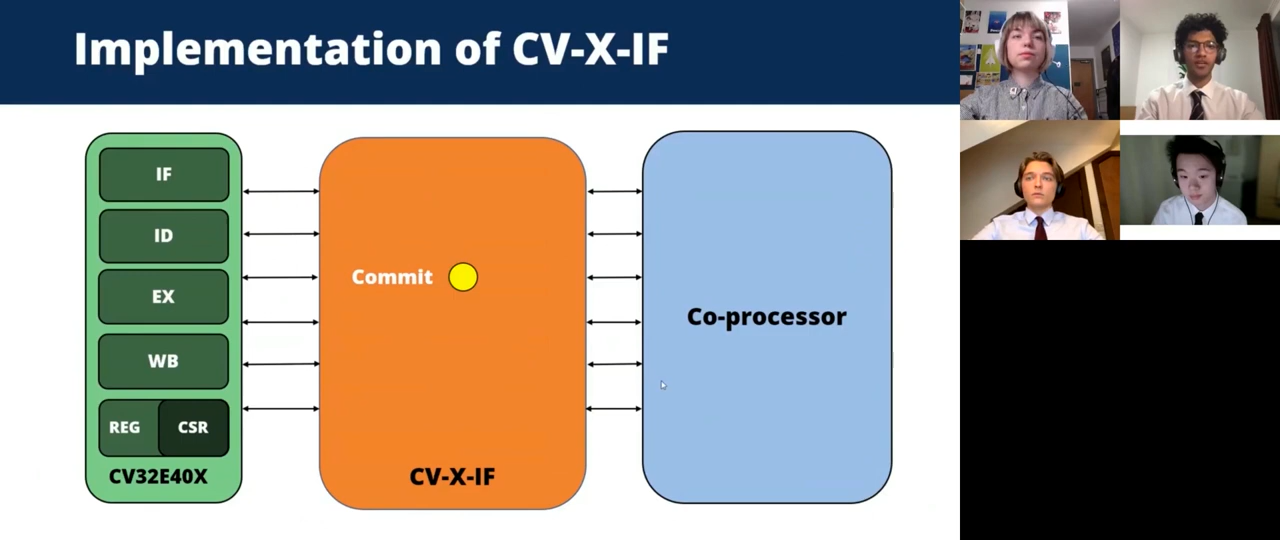 Implementation of CV-X-IF
IF
ID
EX
WB
REG
CSR
CV32E40X
Commit
CV-X-IF
Co-processor